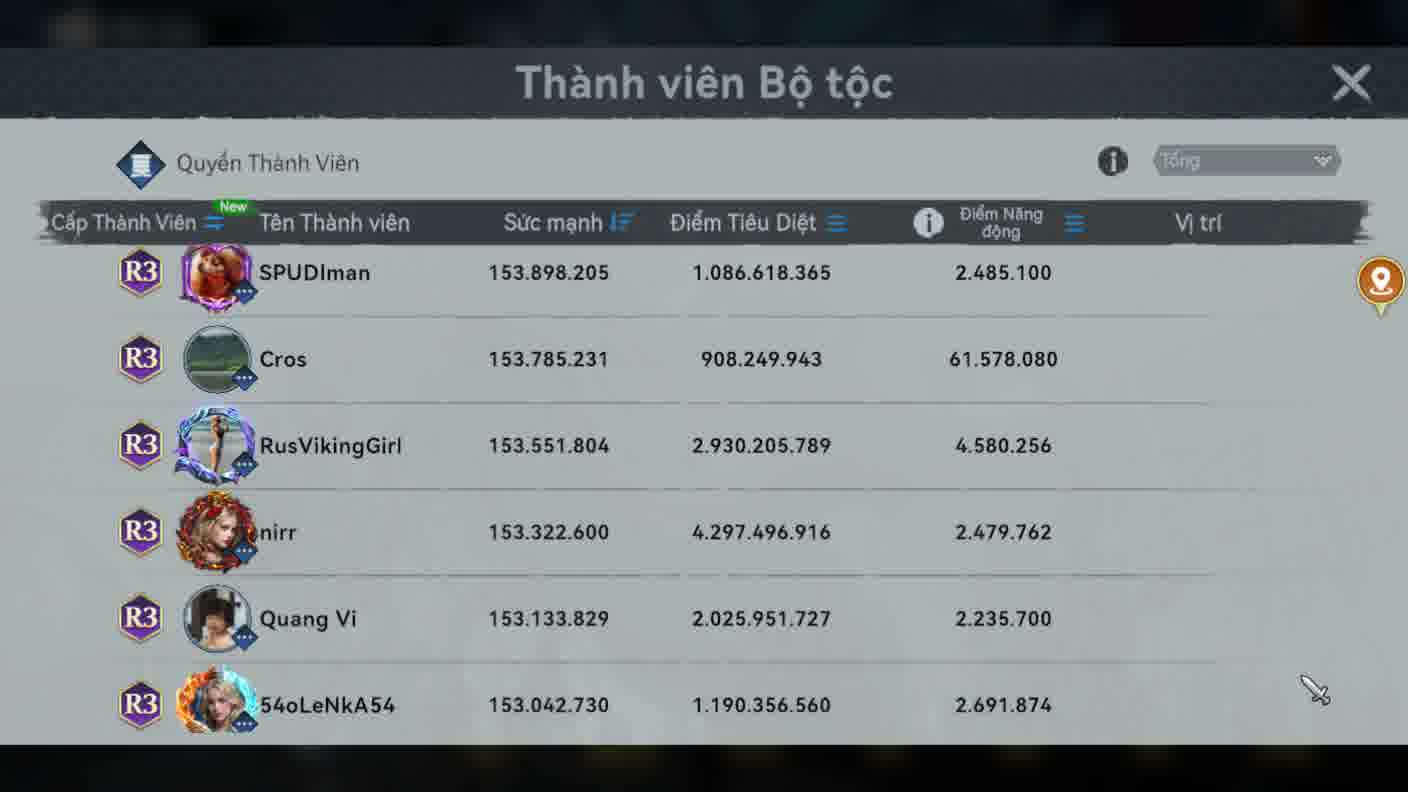 Thành viên Bộ tộc
Quyển Thành Viên
Tổng
New
Cấp Thành Viên Tên Thành viên Sức mạnh Điểm Tiêu Diệt Điểm Năng động Vị trí
R3 SPUDIman 153.898.205 1.086.618.365 2.485.100
R3 Cros 153.785.231 908.249.943 61.578.080
R3 RusVikingGirl 153.551.804 2.930.205.789 4.580.256
R3 nirr 153.322.600 4.297.496.916 2.479.762
R3 Quang Vi 153.133.829 2.025.951.727 2.235.700
R3 54oLeNkA54 153.042.730 1.190.356.560 2.691.874